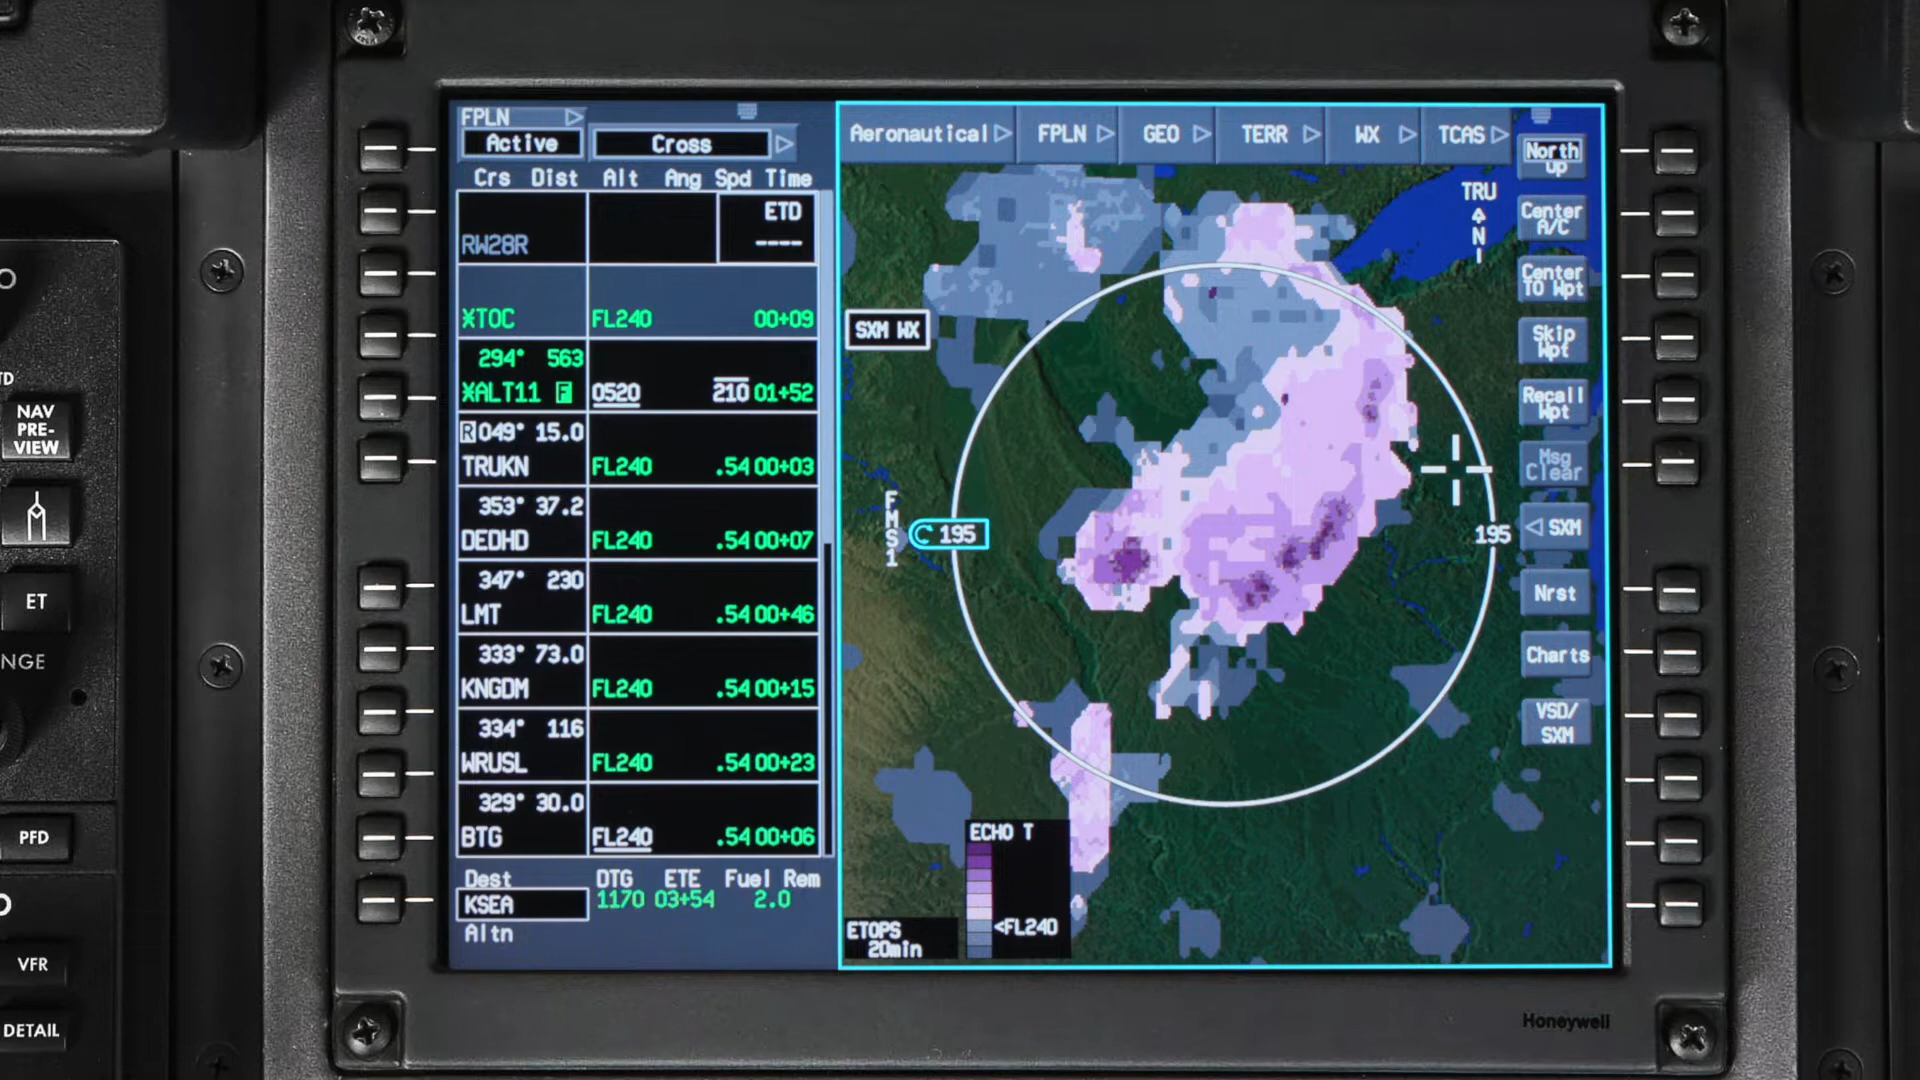 FPLN
Active
Cross
Crs Dist Alt Ang Spd Time
ETD
RW28R ----
*TOC FL240 00+09
294° 563
*ALT11 F 0520 210 01+52
R 049° 15.0
TRUKN FL240 .54 00+03
353° 37.2
DEDHD FL240 .54 00+07
347° 230
LMT FL240 .54 00+46
333° 73.0
KNGDM FL240 .54 00+15
334° 116
WRUSL FL240 .54 00+23
329° 30.0
BTG FL240 .54 00+06
Dest DTG ETE Fuel Rem
KSEA 1170 03+54 2.0
Altn
Aeronautical FPLN GEO TERR WX TCAS
TRU
N
SXM WX
FMS1
195
195
ECHO T
<FL240
ETOPS
20min
North
Up
Center
A/C
Center
TO Wpt
Skip
Wpt
Recall
Wpt
Msg
Clear
SXM
Nrst
Charts
VSD/
SXM
Honeywell
NAV
PRE-
VIEW
ET
NGE
PFD
VFR
DETAIL